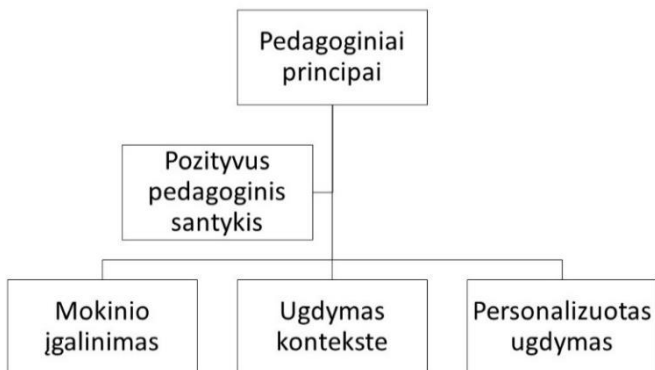 Pedagoginiai
principai
Pozityvus
pedagoginis
santykis
Mokinio
įgalinimas
Ugdymas
kontekste
Personalizuotas
ugdymas